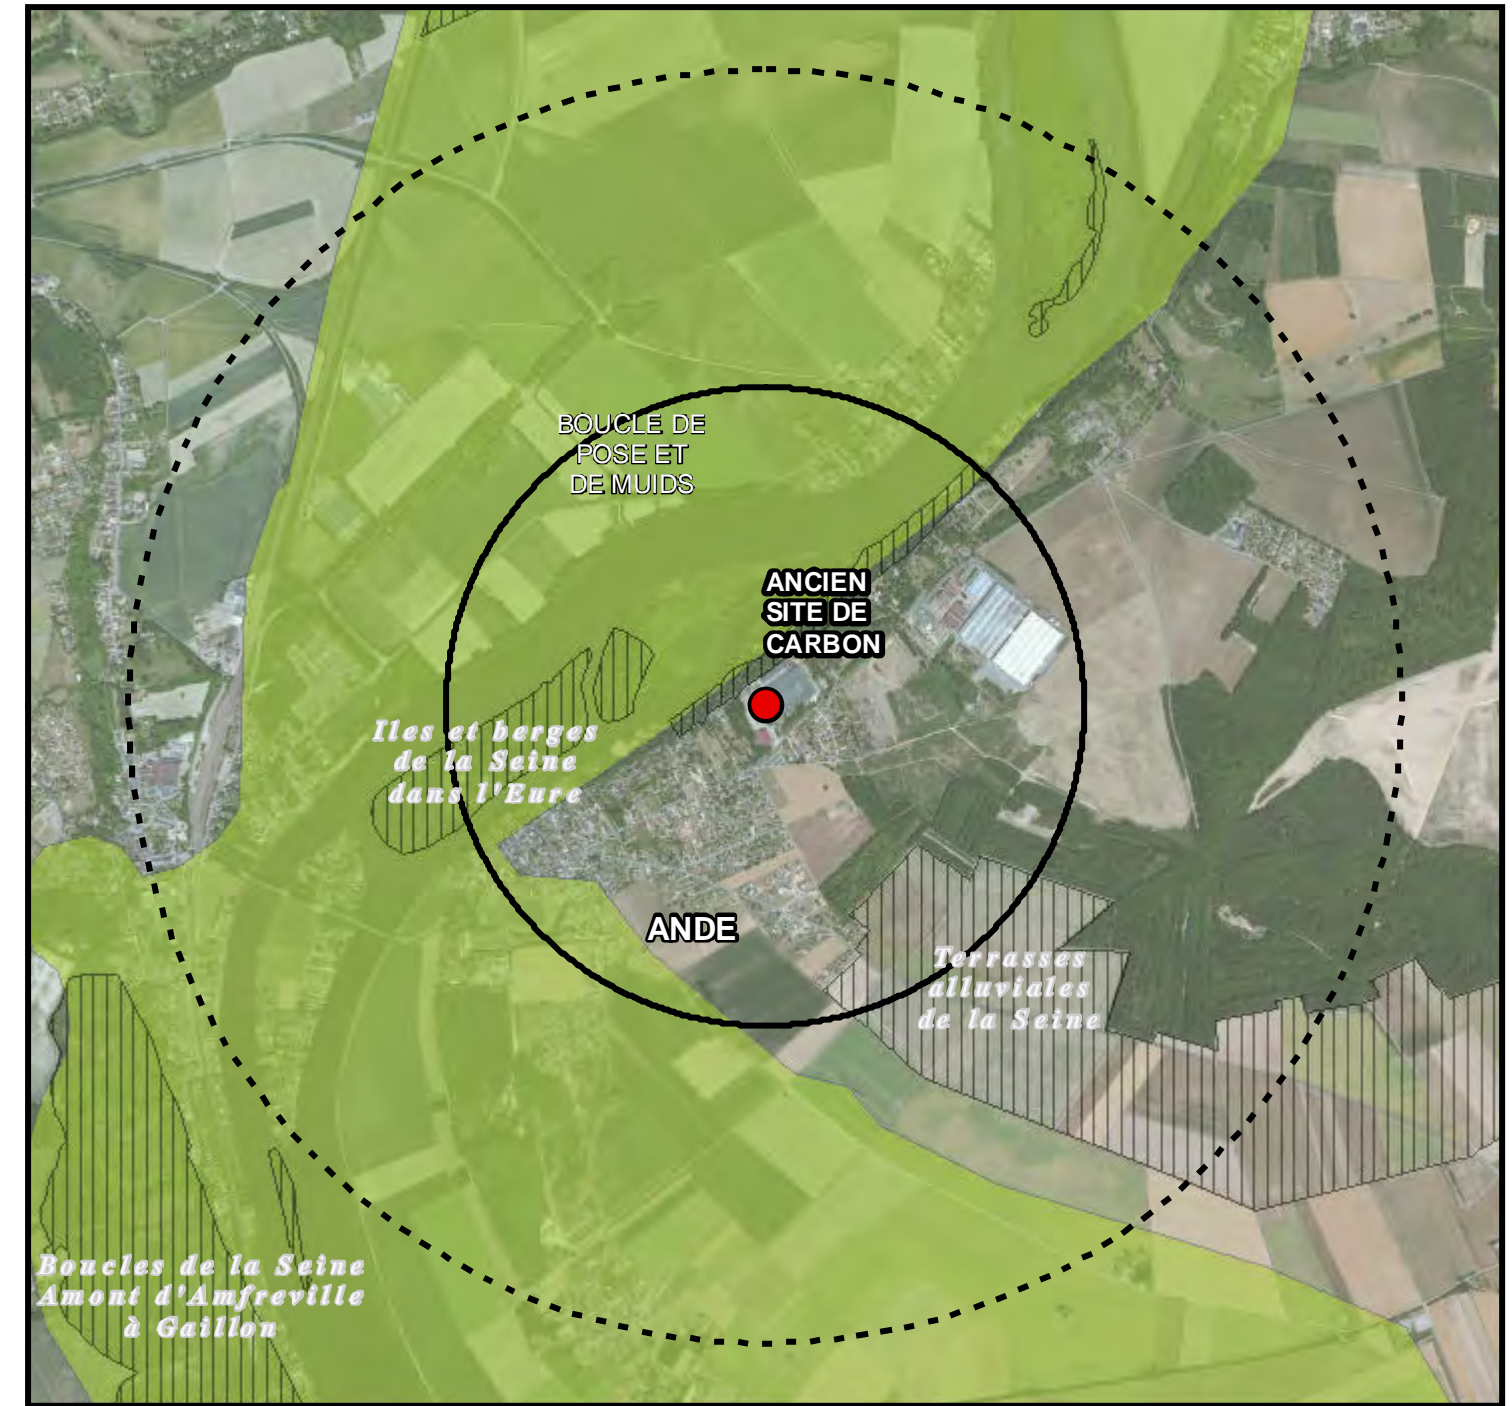 BOUCLE DE
POSE ET
DE MUIDS
ANCIEN
SITE DE
CARBON
Iles et berges
de la Seine
dans l'Eure
ANDE
Terrasses
alluviales
de la Seine
Boucles de la Seine
Amont d'Amfreville
à Gaillon